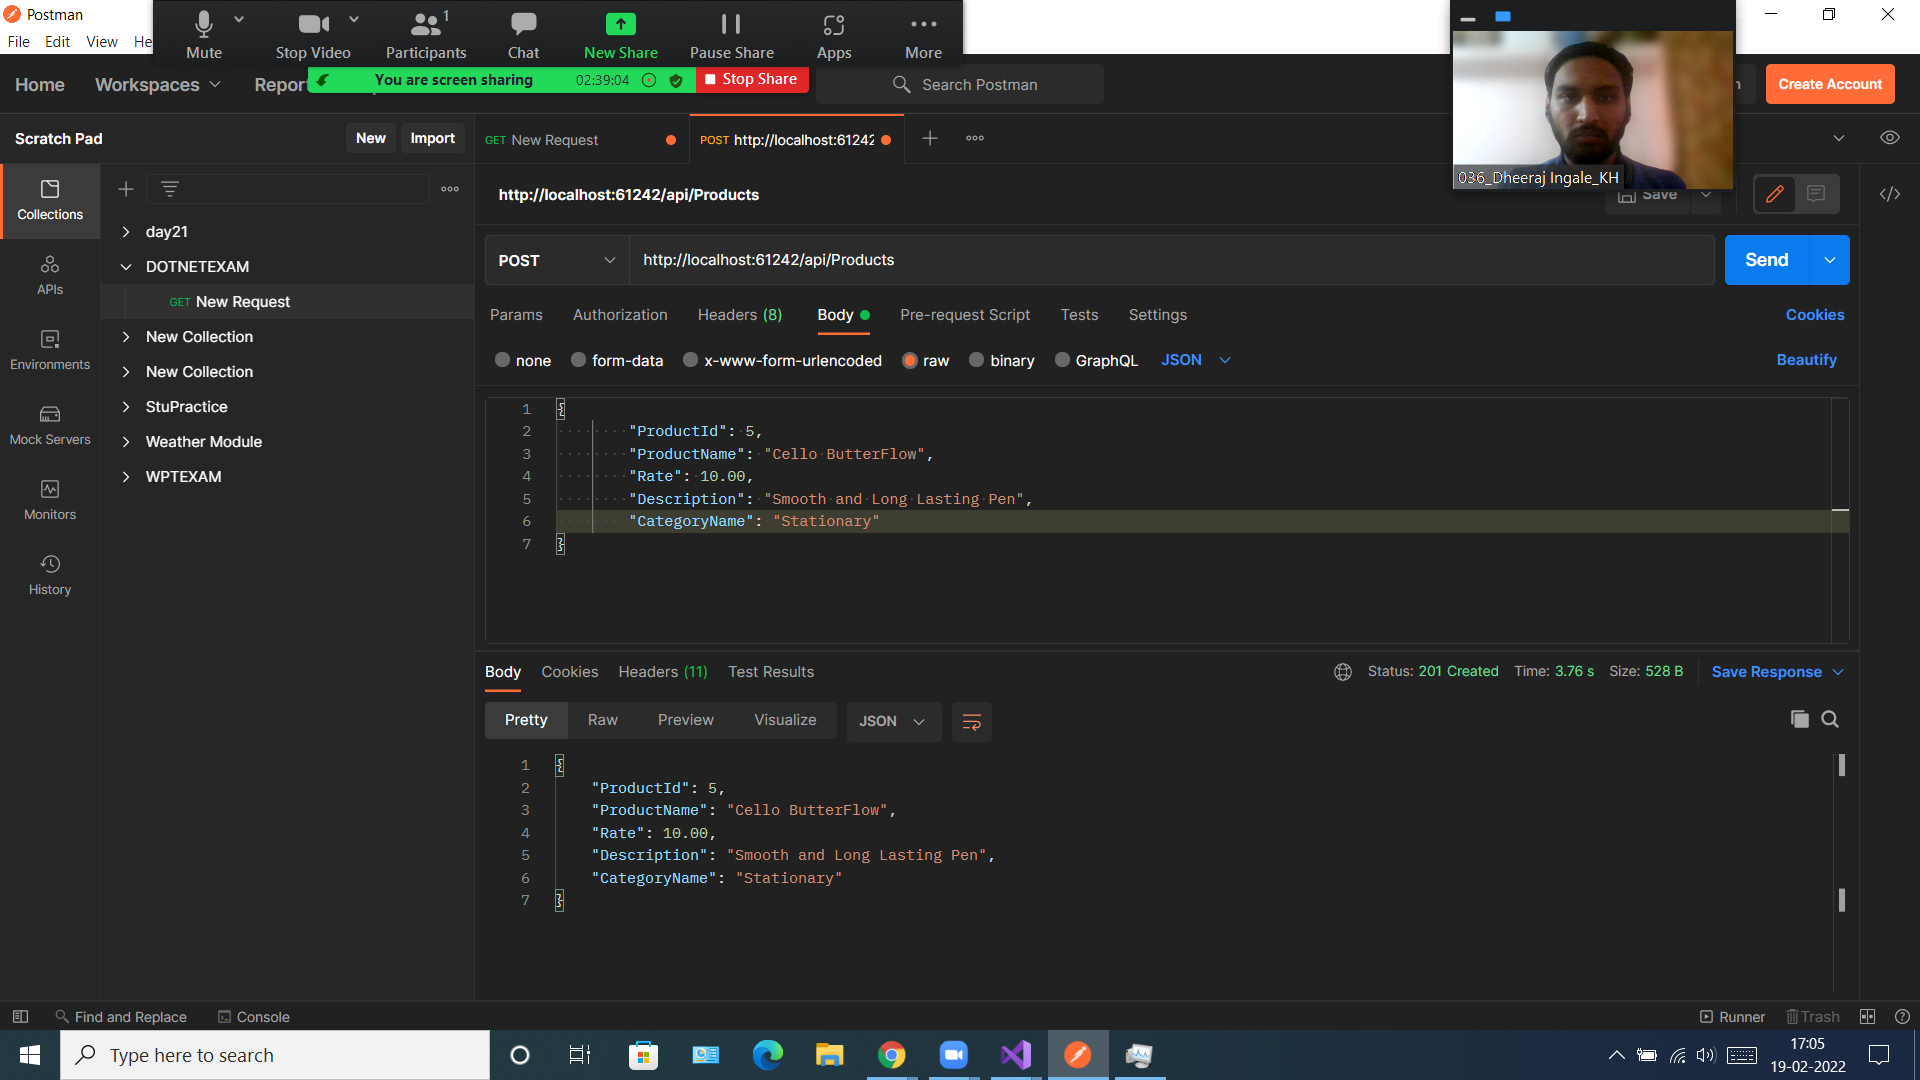 Postman
File Edit View He
Mute Stop Video Participants 1 Chat New Share Pause Share Apps More
You are screen sharing 02:39:04 Stop Share
Home Workspaces Repor Search Postman Create Account
036_Dheeraj Ingale_KH
Scratch Pad New Import
GET New Request
POST http://localhost:61242
http://localhost:61242/api/Products
Save
Collections
APIs
Environments
Mock Servers
Monitors
History
day21
DOTNETEXAM
GET New Request
New Collection
New Collection
StuPractice
Weather Module
WPTEXAM
POST http://localhost:61242/api/Products Send
Params Authorization Headers (8) Body Pre-request Script Tests Settings Cookies
none form-data x-www-form-urlencoded raw binary GraphQL JSON Beautify
1 {
2 "ProductId": 5,
3 "ProductName": "Cello ButterFlow",
4 "Rate": 10.00,
5 "Description": "Smooth and Long Lasting Pen",
6 "CategoryName": "Stationary"
7 }
Body Cookies Headers (11) Test Results Status: 201 Created Time: 3.76 s Size: 528 B Save Response
Pretty Raw Preview Visualize JSON
1 {
2 "ProductId": 5,
3 "ProductName": "Cello ButterFlow",
4 "Rate": 10.00,
5 "Description": "Smooth and Long Lasting Pen",
6 "CategoryName": "Stationary"
7 }
Find and Replace Console Runner Trash
Type here to search
17:05
19-02-2022